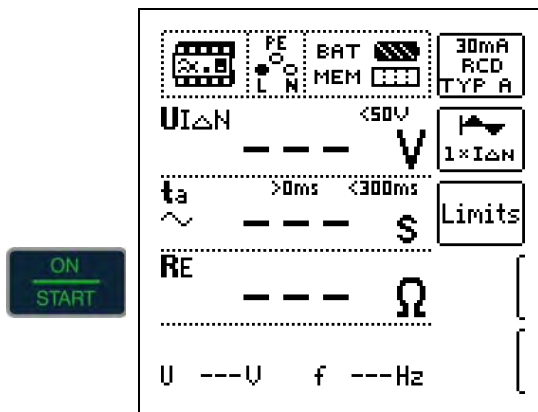 ON
START
PE
L N
BAT
MEM
30mA
RCD
TYP A
UI△N <50V
--- V
1×I△N
ta >0ms <300ms
~ --- s
Limits
RE
--- Ω
U ---V f ---Hz